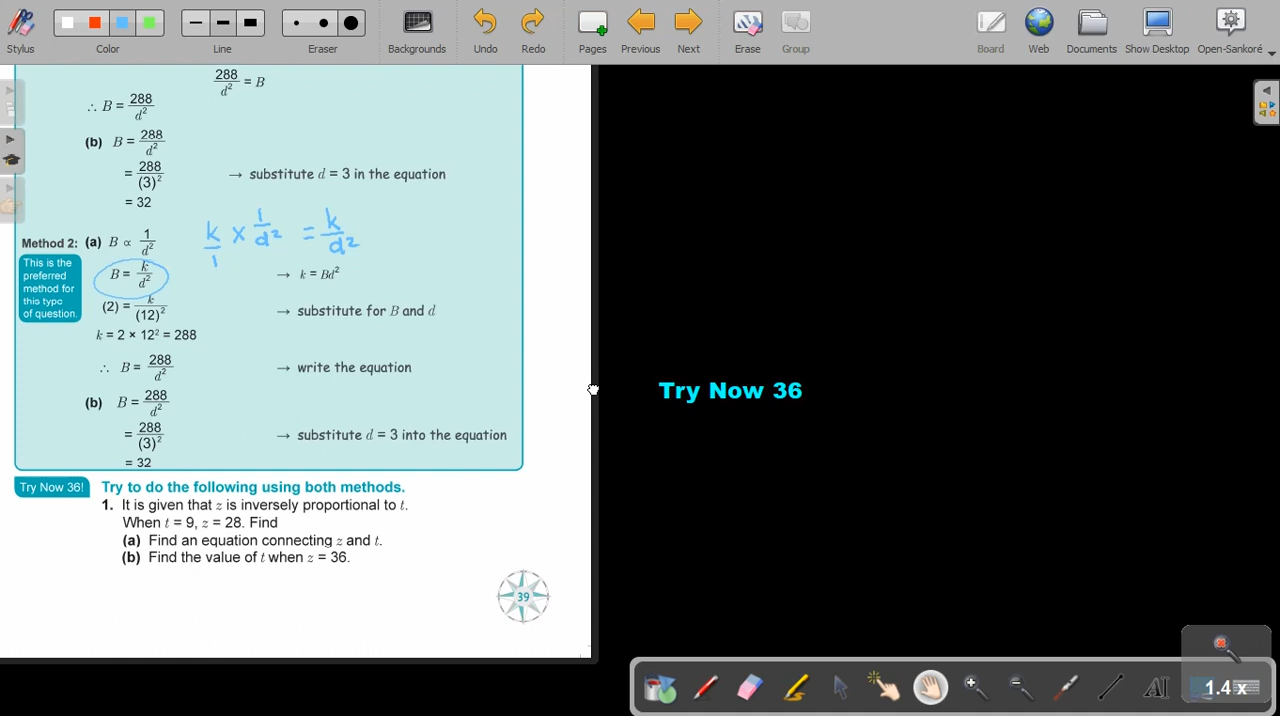 Stylus Color Line Eraser Backgrounds Undo Redo Pages Previous Next Erase Group Board Web Documents Show Desktop Open-Sankoré
288/d² = B
∴ B = 288/d²
(b) B = 288/d²
= 288/(3)² → substitute d = 3 in the equation
= 32
k/1 × 1/d² = k/d²
Method 2: (a) B ∝ 1/d²
This is the
preferred
method for
this type
of question.
B = k/d² → k = Bd²
(2) = k/(12)² → substitute for B and d
k = 2 × 12² = 288
∴ B = 288/d² → write the equation
(b) B = 288/d²
= 288/(3)² → substitute d = 3 into the equation
= 32
Try Now 36! Try to do the following using both methods.
1. It is given that z is inversely proportional to t.
When t = 9, z = 28. Find
(a) Find an equation connecting z and t.
(b) Find the value of t when z = 36.
39
Try Now 36
1.4 x